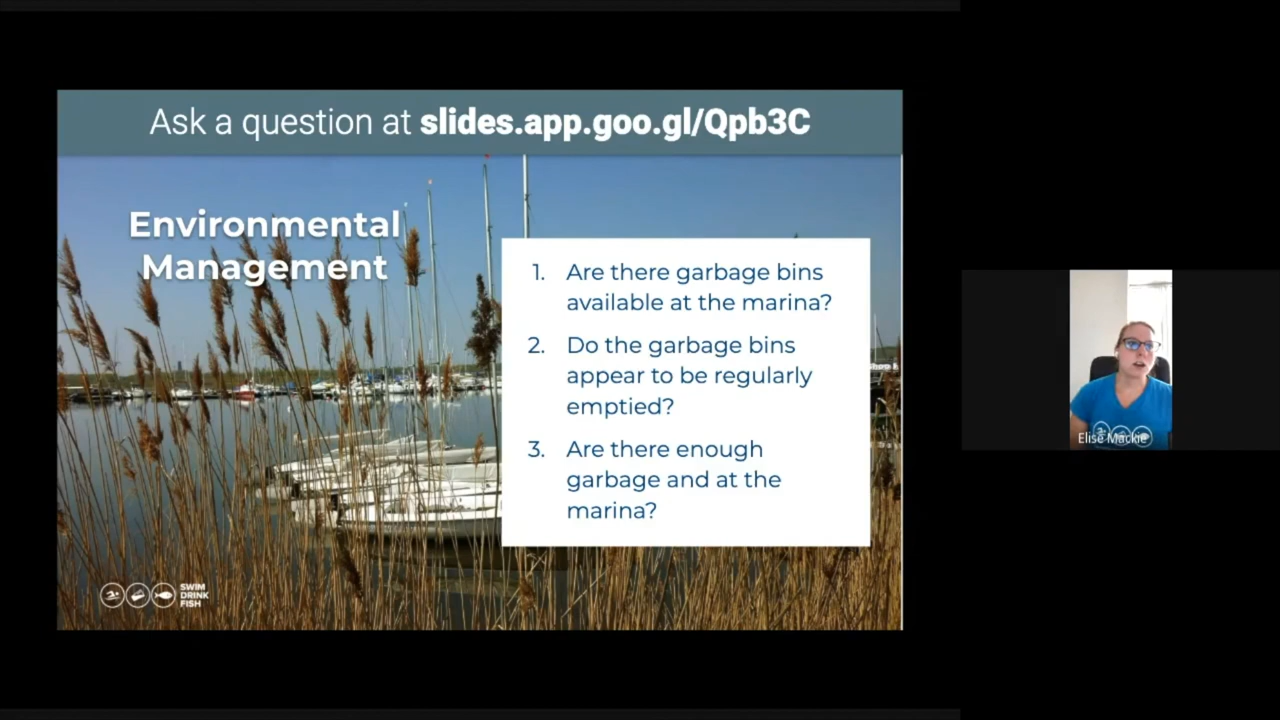 Ask a question at slides.app.goo.gl/Qpb3C
Environmental
Management
1. Are there garbage bins
available at the marina?
2. Do the garbage bins
appear to be regularly
emptied?
3. Are there enough
garbage and at the
marina?
SWIM
DRINK
FISH
Elise Mackie